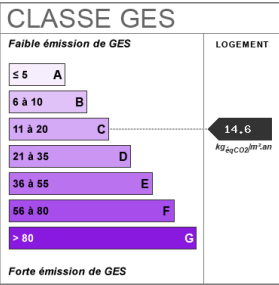 CLASSE GES
Faible émission de GES
LOGEMENT
≤ 5 A
6 à 10 B
11 à 20 C
14,6
kgéqCO2/m².an
21 à 35 D
36 à 55 E
56 à 80 F
> 80 G
Forte émission de GES